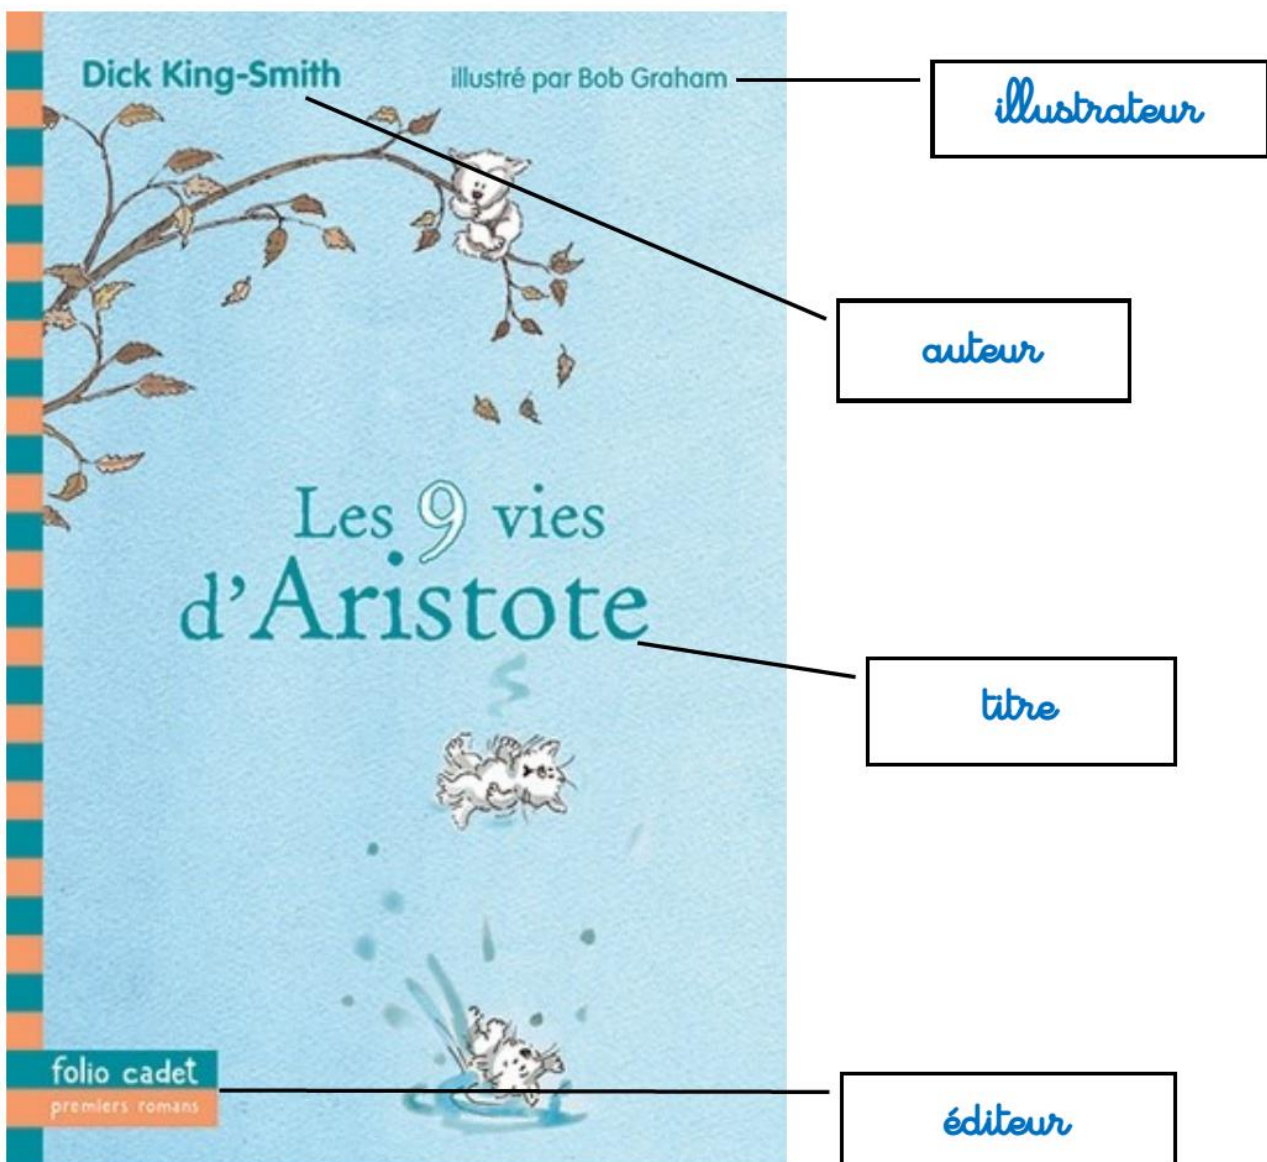 Dick King-Smith
illustré par Bob Graham
illustrateur
auteur
Les 9 vies
d'Aristote
titre
folio cadet
premiers romans
éditeur